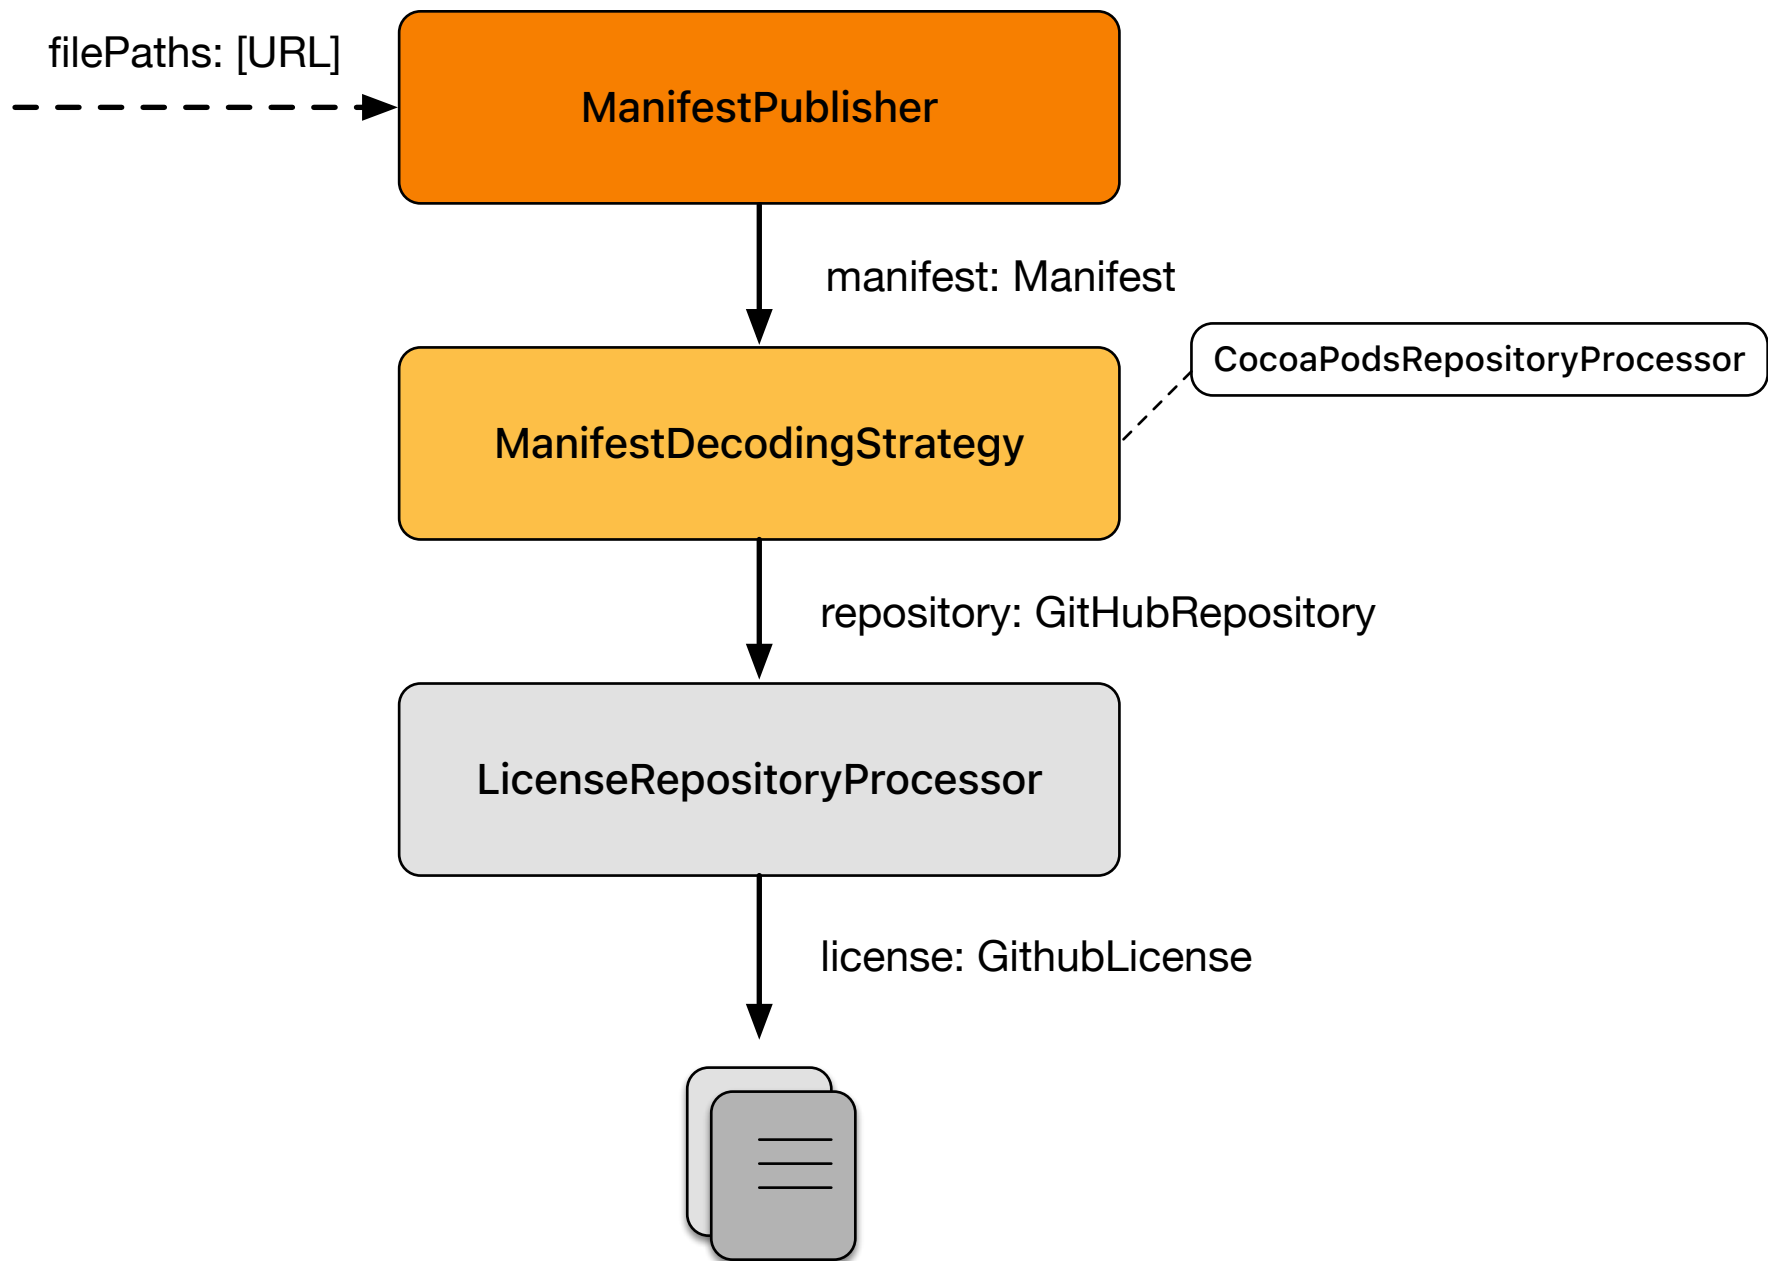 filePaths: [URL]
ManifestPublisher
manifest: Manifest
CocoaPodsRepositoryProcessor
ManifestDecodingStrategy
repository: GitHubRepository
LicenseRepositoryProcessor
license: GithubLicense